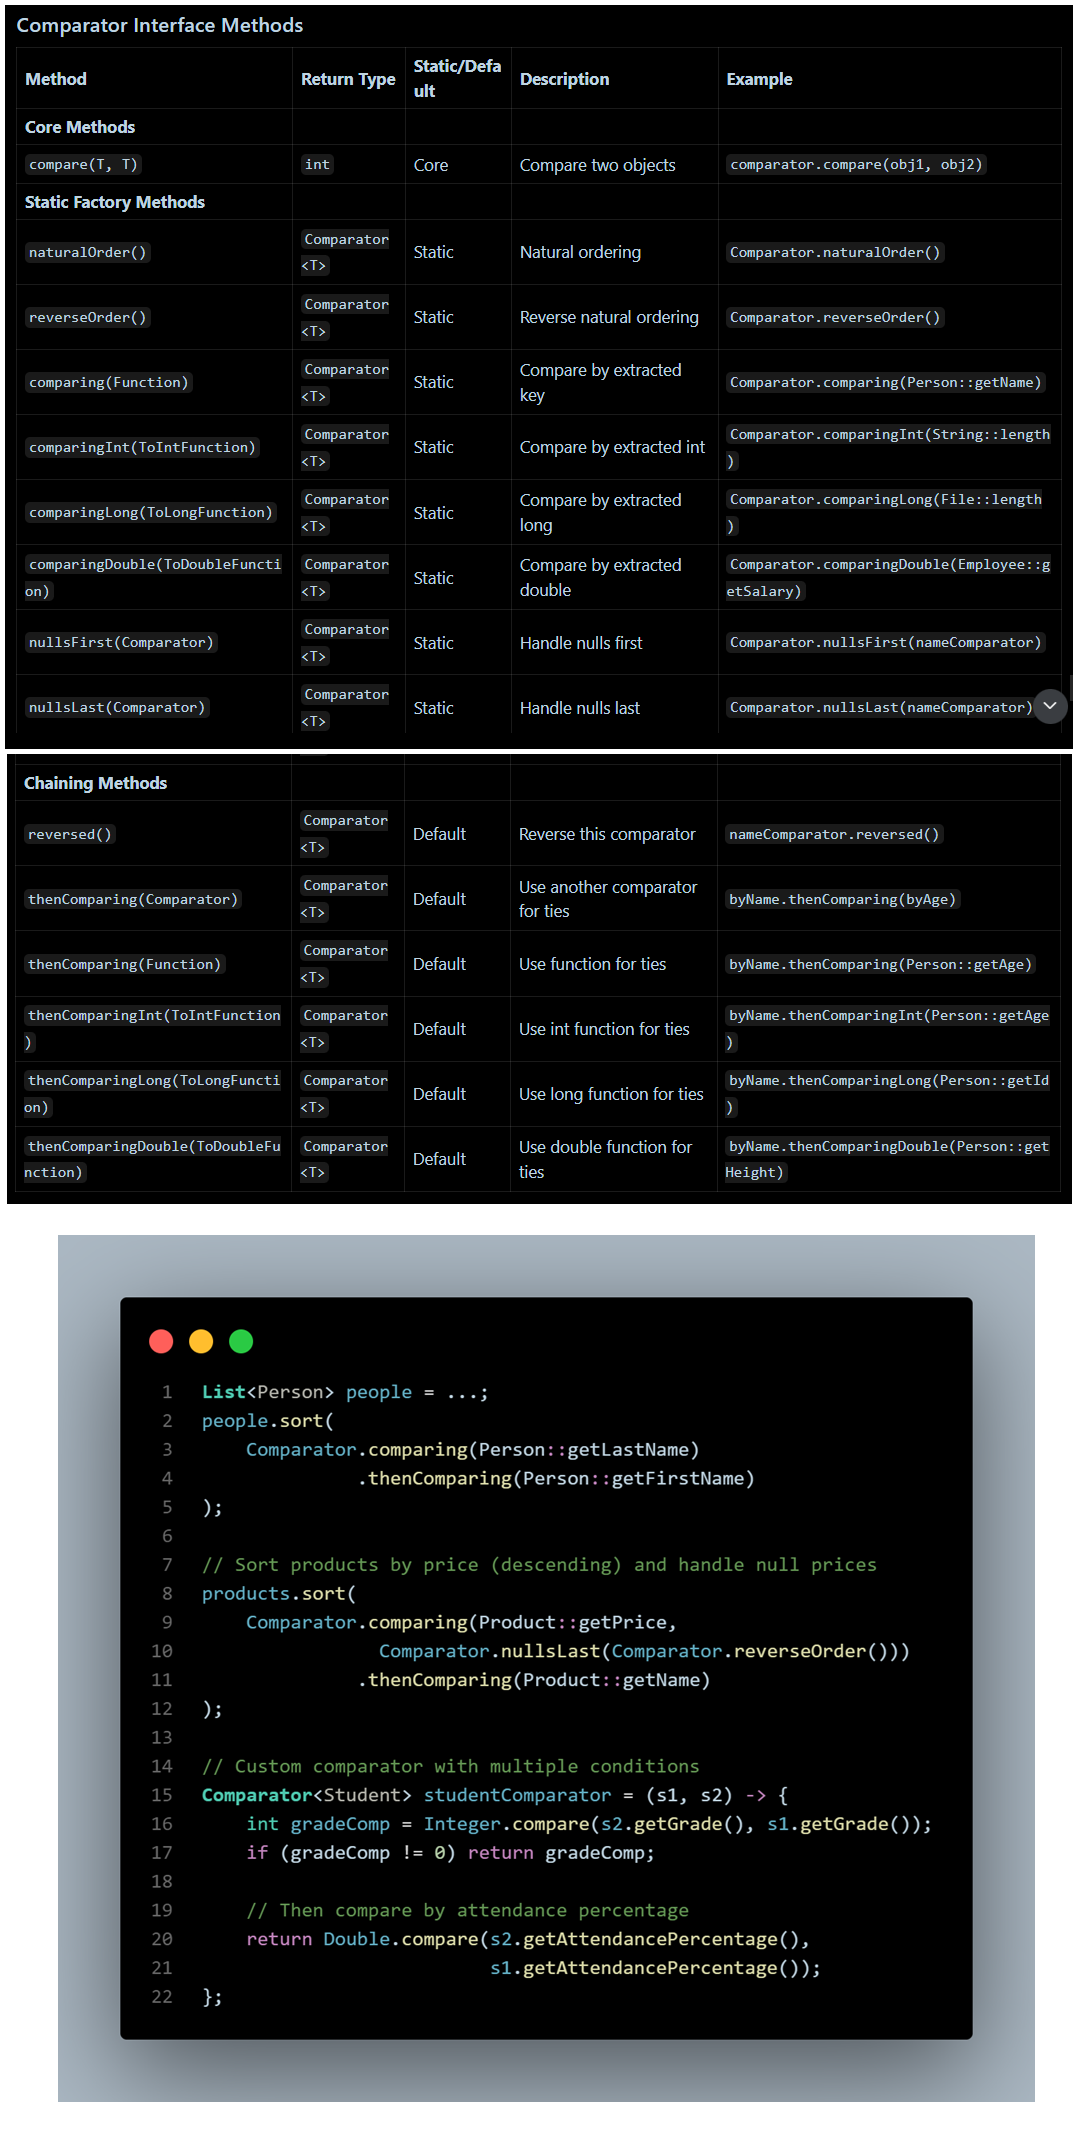 Comparator Interface Methods
Method Return Type Static/Defa Description Example
ult
Core Methods
compare(T, T) int Core Compare two objects comparator.compare(obj1, obj2)
Static Factory Methods
naturalOrder() Comparator Static Natural ordering Comparator.naturalOrder()
<T>
reverseOrder() Comparator Static Reverse natural ordering Comparator.reverseOrder()
<T>
comparing(Function) Comparator Static Compare by extracted Comparator.comparing(Person::getName)
<T> key
comparingInt(ToIntFunction) Comparator Static Compare by extracted int Comparator.comparingInt(String::length
<T> )
comparingLong(ToLongFunction) Comparator Static Compare by extracted Comparator.comparingLong(File::length
<T> long )
comparingDouble(ToDoubleFuncti Comparator Static Compare by extracted Comparator.comparingDouble(Employee::g
on) <T> double etSalary)
nullsFirst(Comparator) Comparator Static Handle nulls first Comparator.nullsFirst(nameComparator)
<T>
nullsLast(Comparator) Comparator Static Handle nulls last Comparator.nullsLast(nameComparator)
<T>
Chaining Methods
reversed() Comparator Default Reverse this comparator nameComparator.reversed()
<T>
thenComparing(Comparator) Comparator Default Use another comparator byName.thenComparing(byAge)
<T> for ties
thenComparing(Function) Comparator Default Use function for ties byName.thenComparing(Person::getAge)
<T>
thenComparingInt(ToIntFunction Comparator Default Use int function for ties byName.thenComparingInt(Person::getAge
) <T> )
thenComparingLong(ToLongFuncti Comparator Default Use long function for ties byName.thenComparingLong(Person::getId
on) <T> )
thenComparingDouble(ToDoubleFu Comparator Default Use double function for byName.thenComparingDouble(Person::get
nction) <T> ties Height)
1 List<Person> people = ...;
2 people.sort(
3 Comparator.comparing(Person::getLastName)
4 .thenComparing(Person::getFirstName)
5 );
6
7 // Sort products by price (descending) and handle null prices
8 products.sort(
9 Comparator.comparing(Product::getPrice,
10 Comparator.nullsLast(Comparator.reverseOrder()))
11 .thenComparing(Product::getName)
12 );
13
14 // Custom comparator with multiple conditions
15 Comparator<Student> studentComparator = (s1, s2) -> {
16 int gradeComp = Integer.compare(s2.getGrade(), s1.getGrade());
17 if (gradeComp != 0) return gradeComp;
18
19 // Then compare by attendance percentage
20 return Double.compare(s2.getAttendancePercentage(),
21 s1.getAttendancePercentage());
22 };